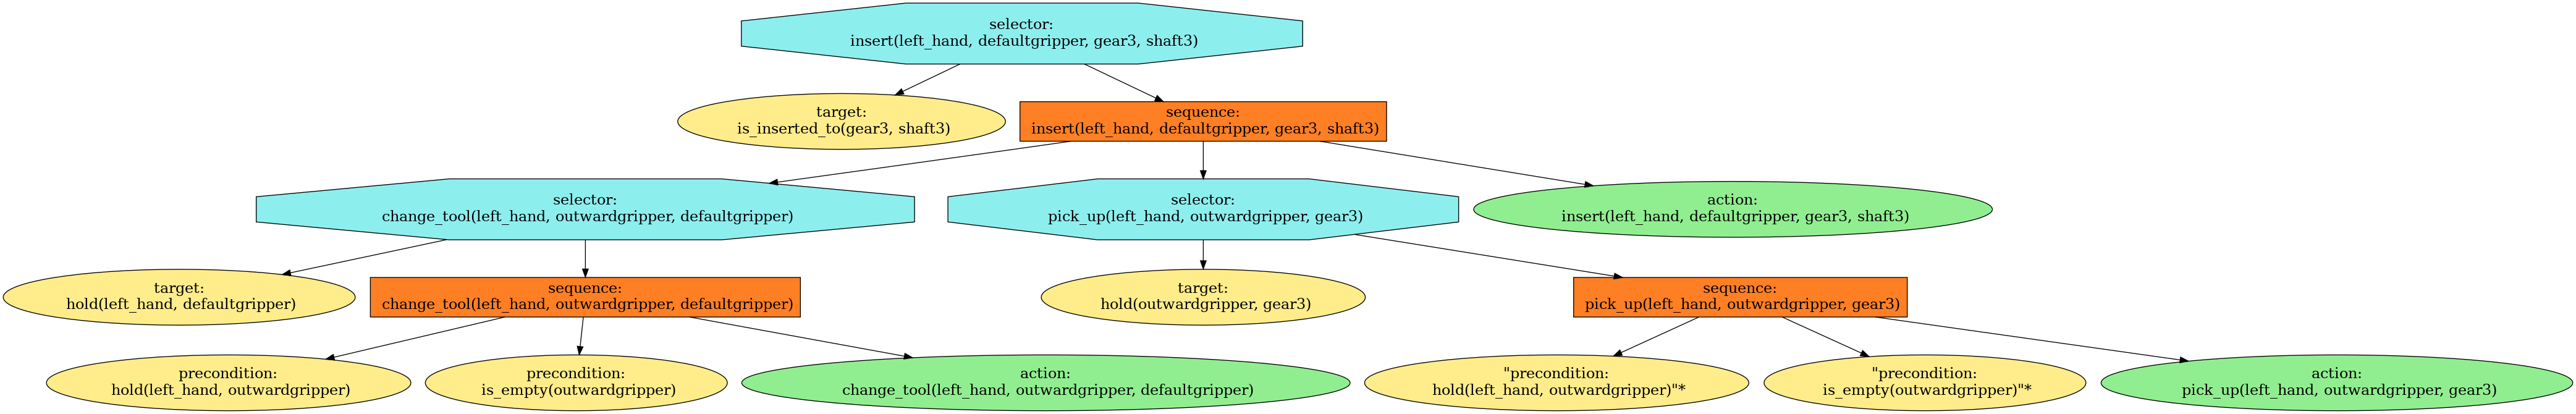 selector:
insert(left_hand, defaultgripper, gear3, shaft3)
target:
is_inserted_to(gear3, shaft3)
sequence:
insert(left_hand, defaultgripper, gear3, shaft3)
selector:
change_tool(left_hand, outwardgripper, defaultgripper)
selector:
pick_up(left_hand, outwardgripper, gear3)
action:
insert(left_hand, defaultgripper, gear3, shaft3)
target:
hold(left_hand, defaultgripper)
sequence:
change_tool(left_hand, outwardgripper, defaultgripper)
target:
hold(outwardgripper, gear3)
sequence:
pick_up(left_hand, outwardgripper, gear3)
precondition:
hold(left_hand, outwardgripper)
precondition:
is_empty(outwardgripper)
action:
change_tool(left_hand, outwardgripper, defaultgripper)
"precondition:
hold(left_hand, outwardgripper)"*
"precondition:
is_empty(outwardgripper)"*
action:
pick_up(left_hand, outwardgripper, gear3)